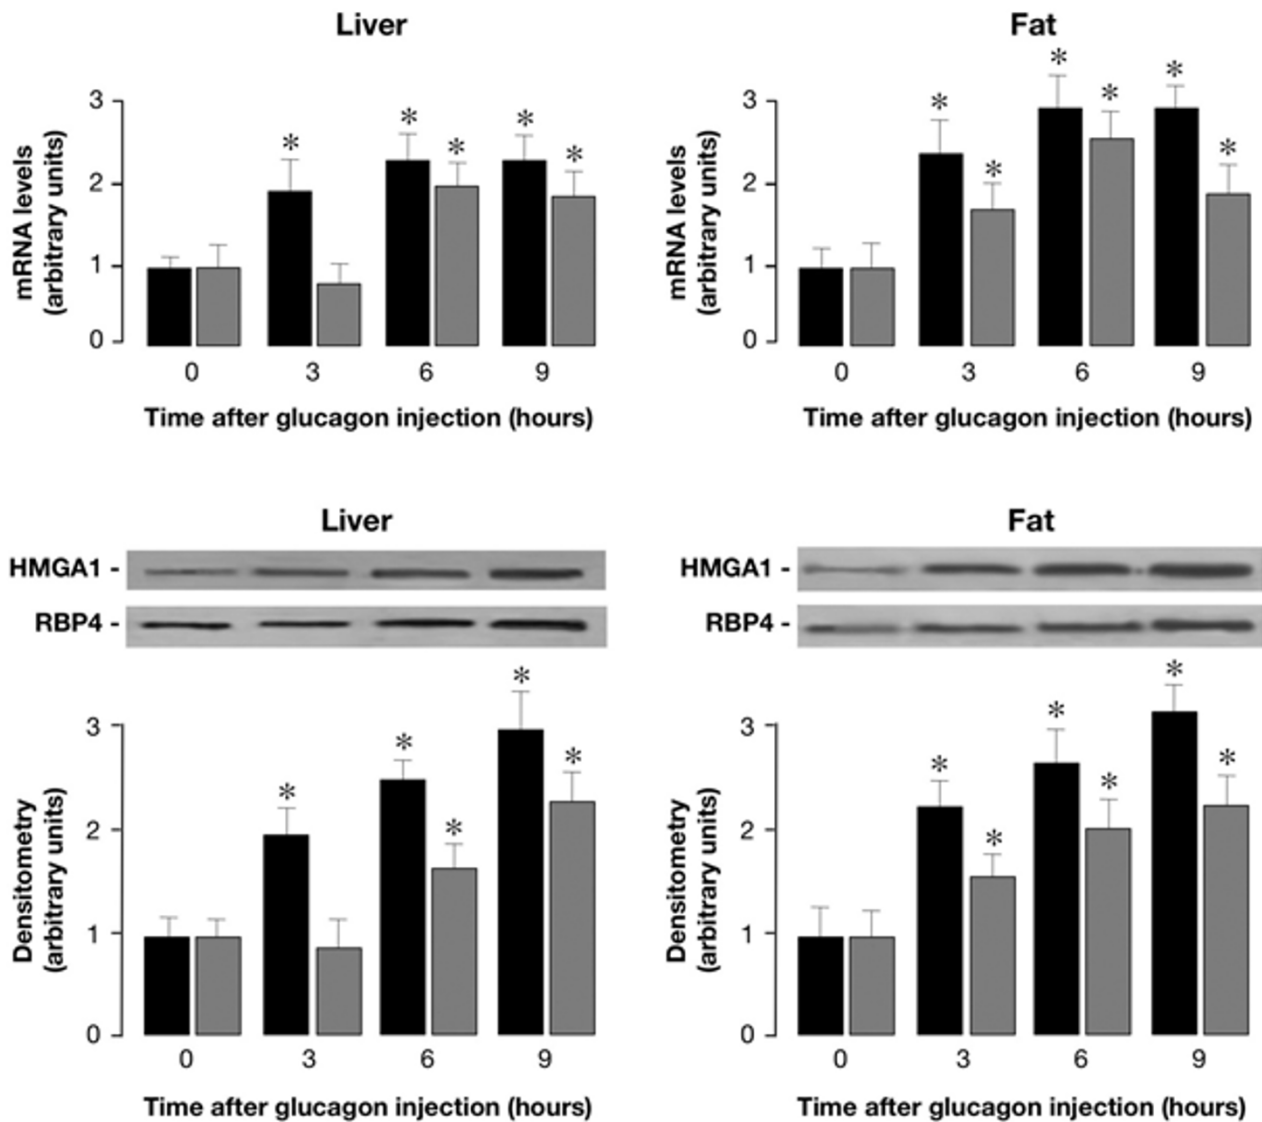 Liver
mRNA levels
(arbitrary units)
3
2
1
0
* * * * *
0 3 6 9
Time after glucagon injection (hours)
Fat
mRNA levels
(arbitrary units)
3
2
1
0
* * * * * *
0 3 6 9
Time after glucagon injection (hours)
Liver
HMGA1 -
RBP4 -
Densitometry
(arbitrary units)
3
2
1
0
* * * * *
0 3 6 9
Time after glucagon injection (hours)
Fat
HMGA1 -
RBP4 -
Densitometry
(arbitrary units)
3
2
1
0
* * * * * *
0 3 6 9
Time after glucagon injection (hours)